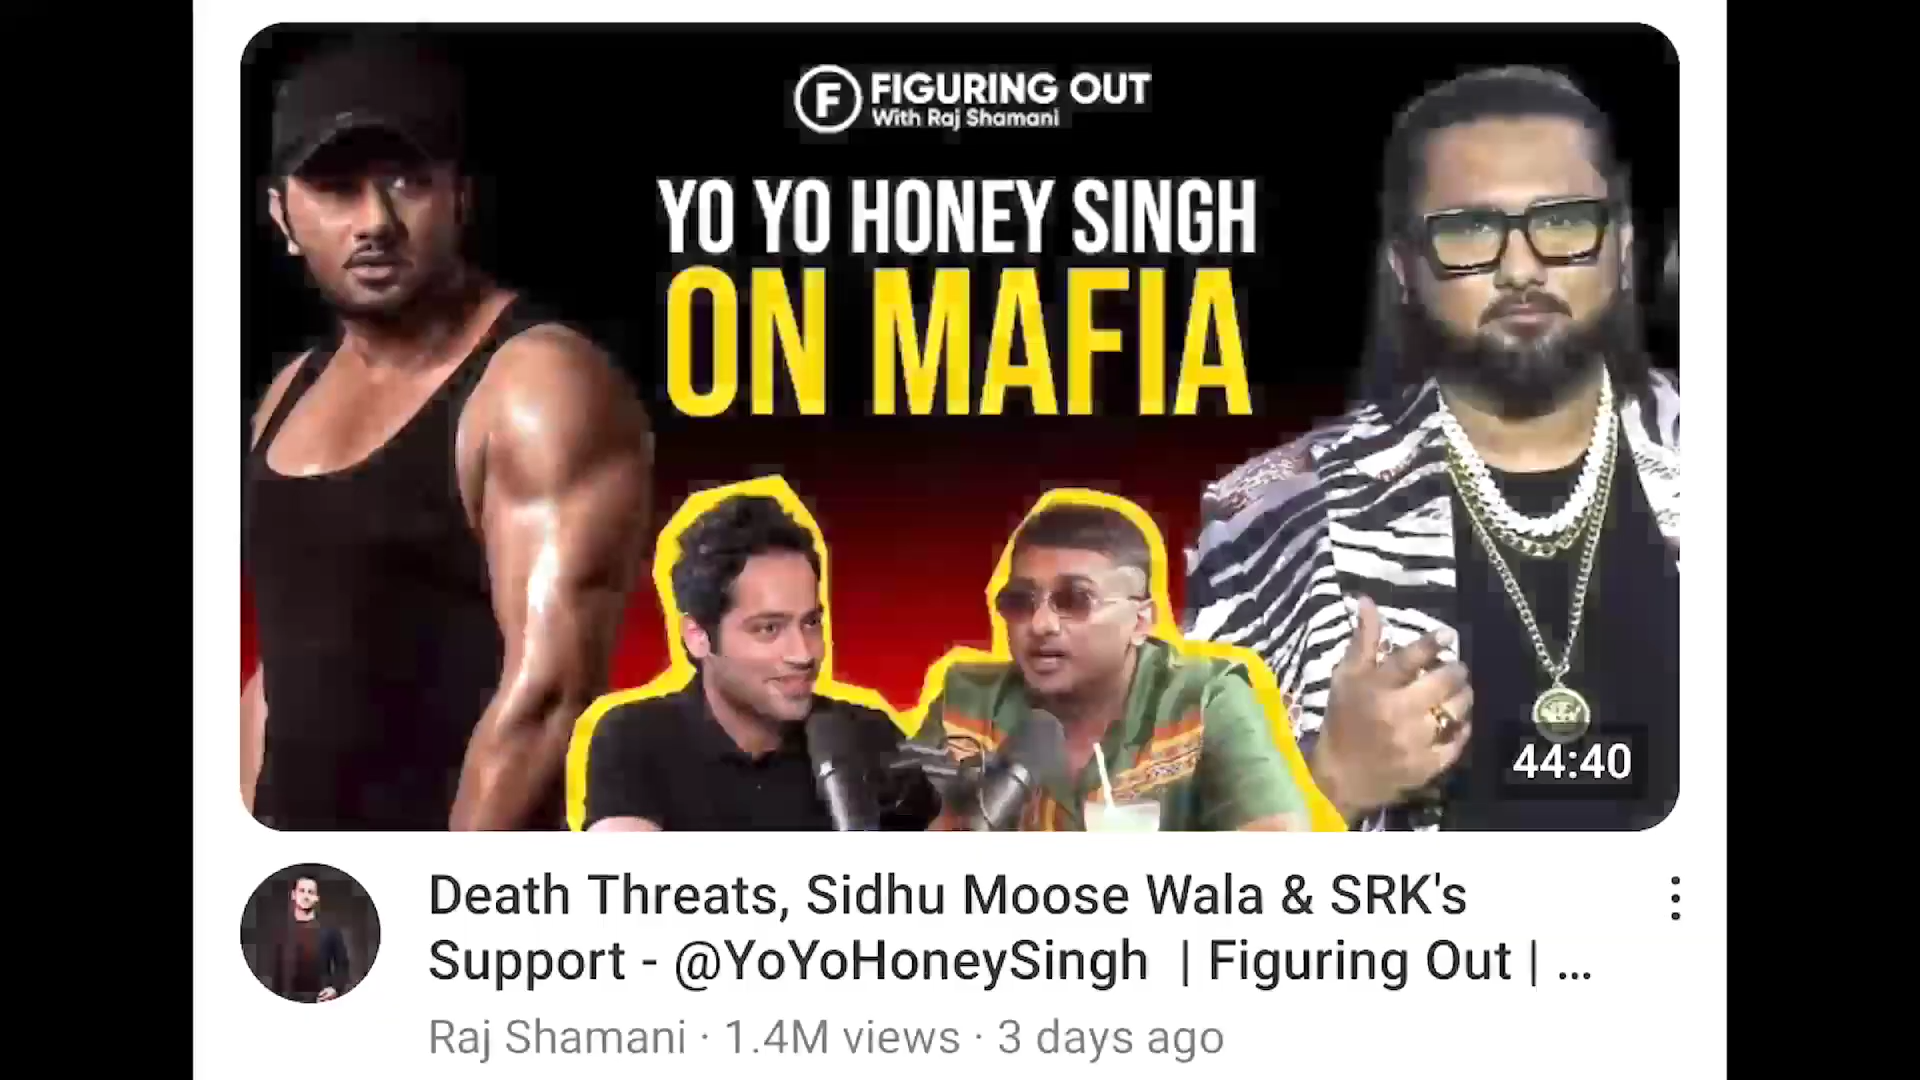 F FIGURING OUT
With Raj Shamani
YO YO HONEY SINGH
ON MAFIA
44:40
Death Threats, Sidhu Moose Wala & SRK's
Support - @YoYoHoneySingh | Figuring Out | ...
Raj Shamani · 1.4M views · 3 days ago